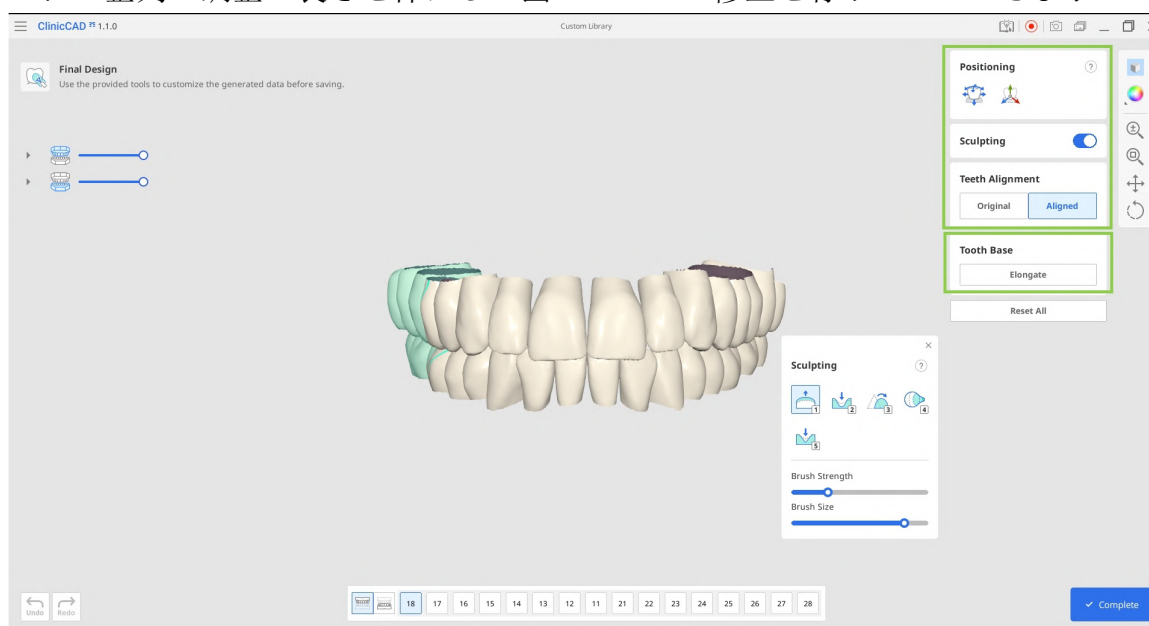 ClinicCAD 1.1.0
Custom Library
Final Design
Use the provided tools to customize the generated data before saving.
Positioning
?
Sculpting
Teeth Alignment
Original Aligned
Tooth Base
Elongate
Reset All
Sculpting
?
1 2 3 4
5
Brush Strength
Brush Size
Undo Redo
18 17 16 15 14 13 12 11 21 22 23 24 25 26 27 28
Complete